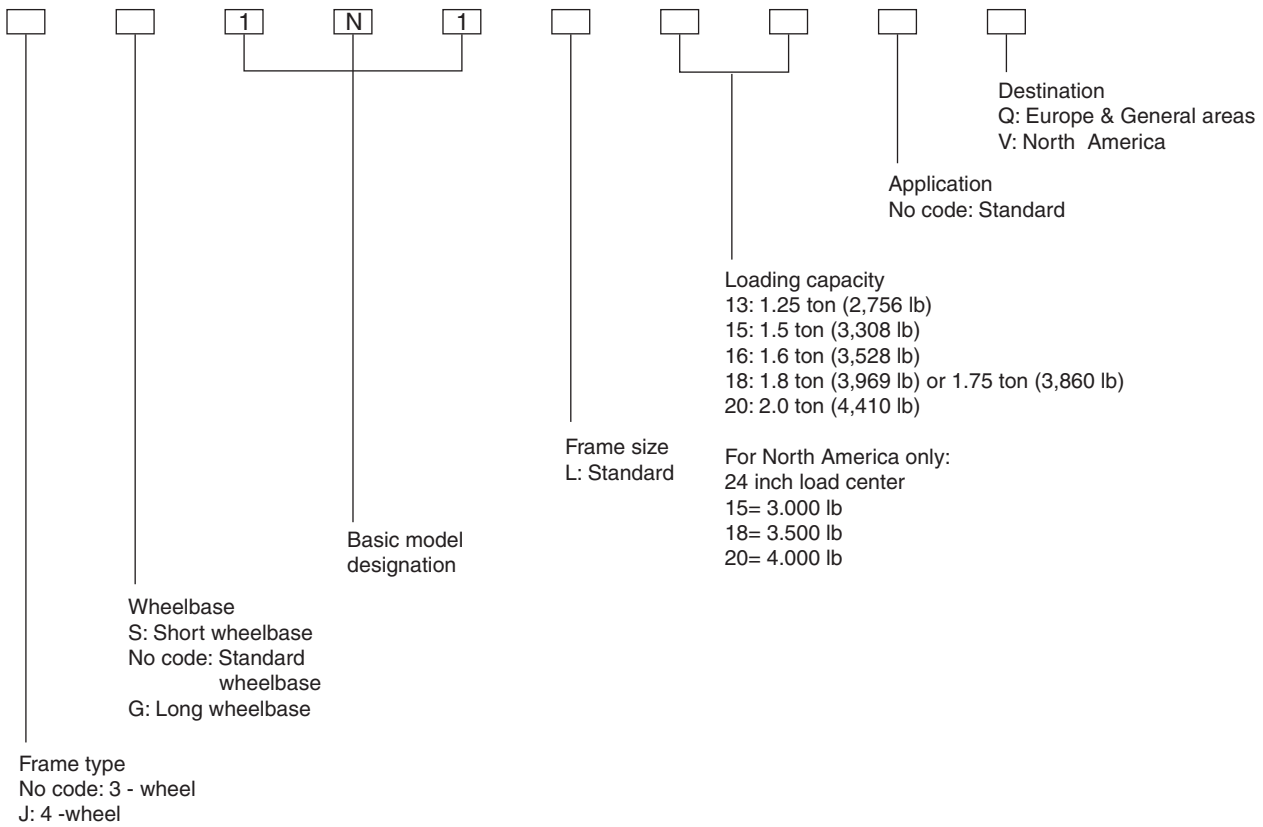 1 N 1
Destination
Q: Europe & General areas
V: North America
Application
No code: Standard
Loading capacity
13: 1.25 ton (2,756 lb)
15: 1.5 ton (3,308 lb)
16: 1.6 ton (3,528 lb)
18: 1.8 ton (3,969 lb) or 1.75 ton (3,860 lb)
20: 2.0 ton (4,410 lb)
For North America only:
24 inch load center
15= 3.000 lb
18= 3.500 lb
20= 4.000 lb
Frame size
L: Standard
Basic model
designation
Wheelbase
S: Short wheelbase
No code: Standard
wheelbase
G: Long wheelbase
Frame type
No code: 3 - wheel
J: 4 -wheel